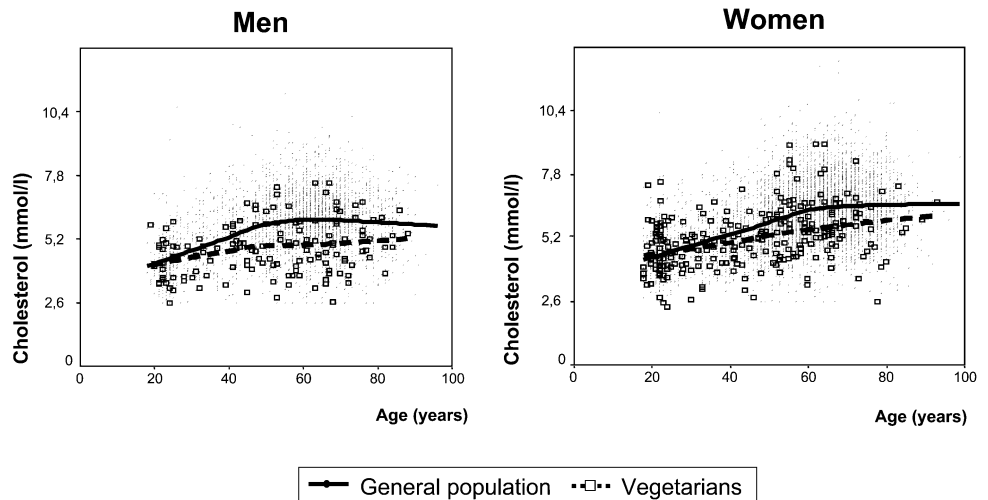 Men
Cholesterol (mmol/l)
10,4
7,8
5,2
2,6
0
0 20 40 60 80 100
Age (years)
Women
Cholesterol (mmol/l)
10,4
7,8
5,2
2,6
0
0 20 40 60 80 100
Age (years)
General population
Vegetarians